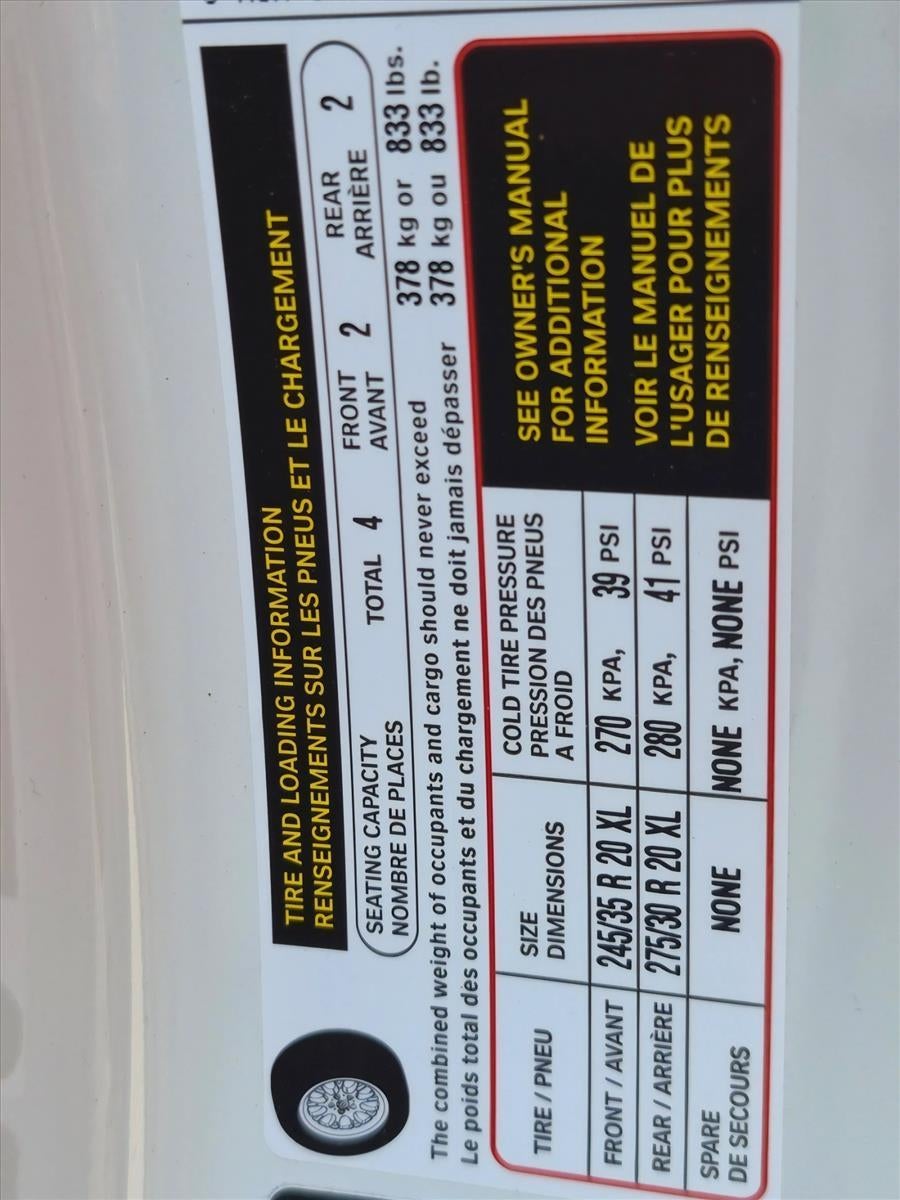 TIRE AND LOADING INFORMATION
RENSEIGNEMENTS SUR LES PNEUS ET LE CHARGEMENT
SEATING CAPACITY
NOMBRE DE PLACES
TOTAL 4
FRONT
AVANT
2
REAR
ARRIÈRE
2
The combined weight of occupants and cargo should never exceed 378 kg or 833 lbs.
Le poids total des occupants et du chargement ne doit jamais dépasser 378 kg ou 833 lb.
TIRE / PNEU
SIZE
DIMENSIONS
COLD TIRE PRESSURE
PRESSION DES PNEUS
A FROID
FRONT / AVANT 245/35 R 20 XL 270 KPA, 39 PSI
REAR / ARRIÈRE 275/30 R 20 XL 280 KPA, 41 PSI
SPARE
DE SECOURS
NONE NONE KPA, NONE PSI
SEE OWNER'S MANUAL
FOR ADDITIONAL
INFORMATION
VOIR LE MANUEL DE
L'USAGER POUR PLUS
DE RENSEIGNEMENTS